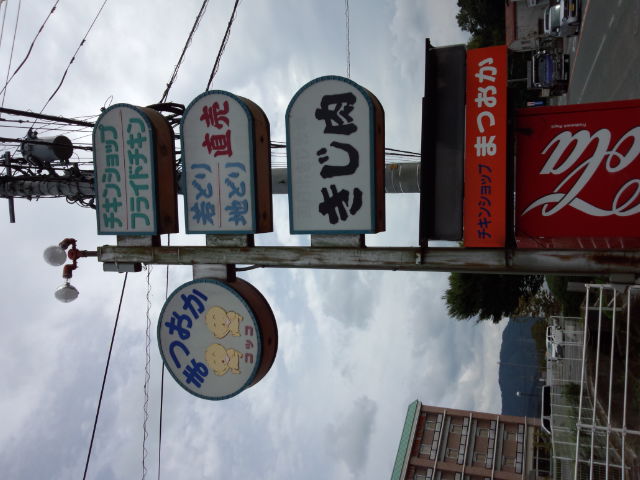 チキンショップ
フライドチキン
若どり
地どり
直売
まつおか
コッコ
きじ肉
チキンショップ まつおか
Cola